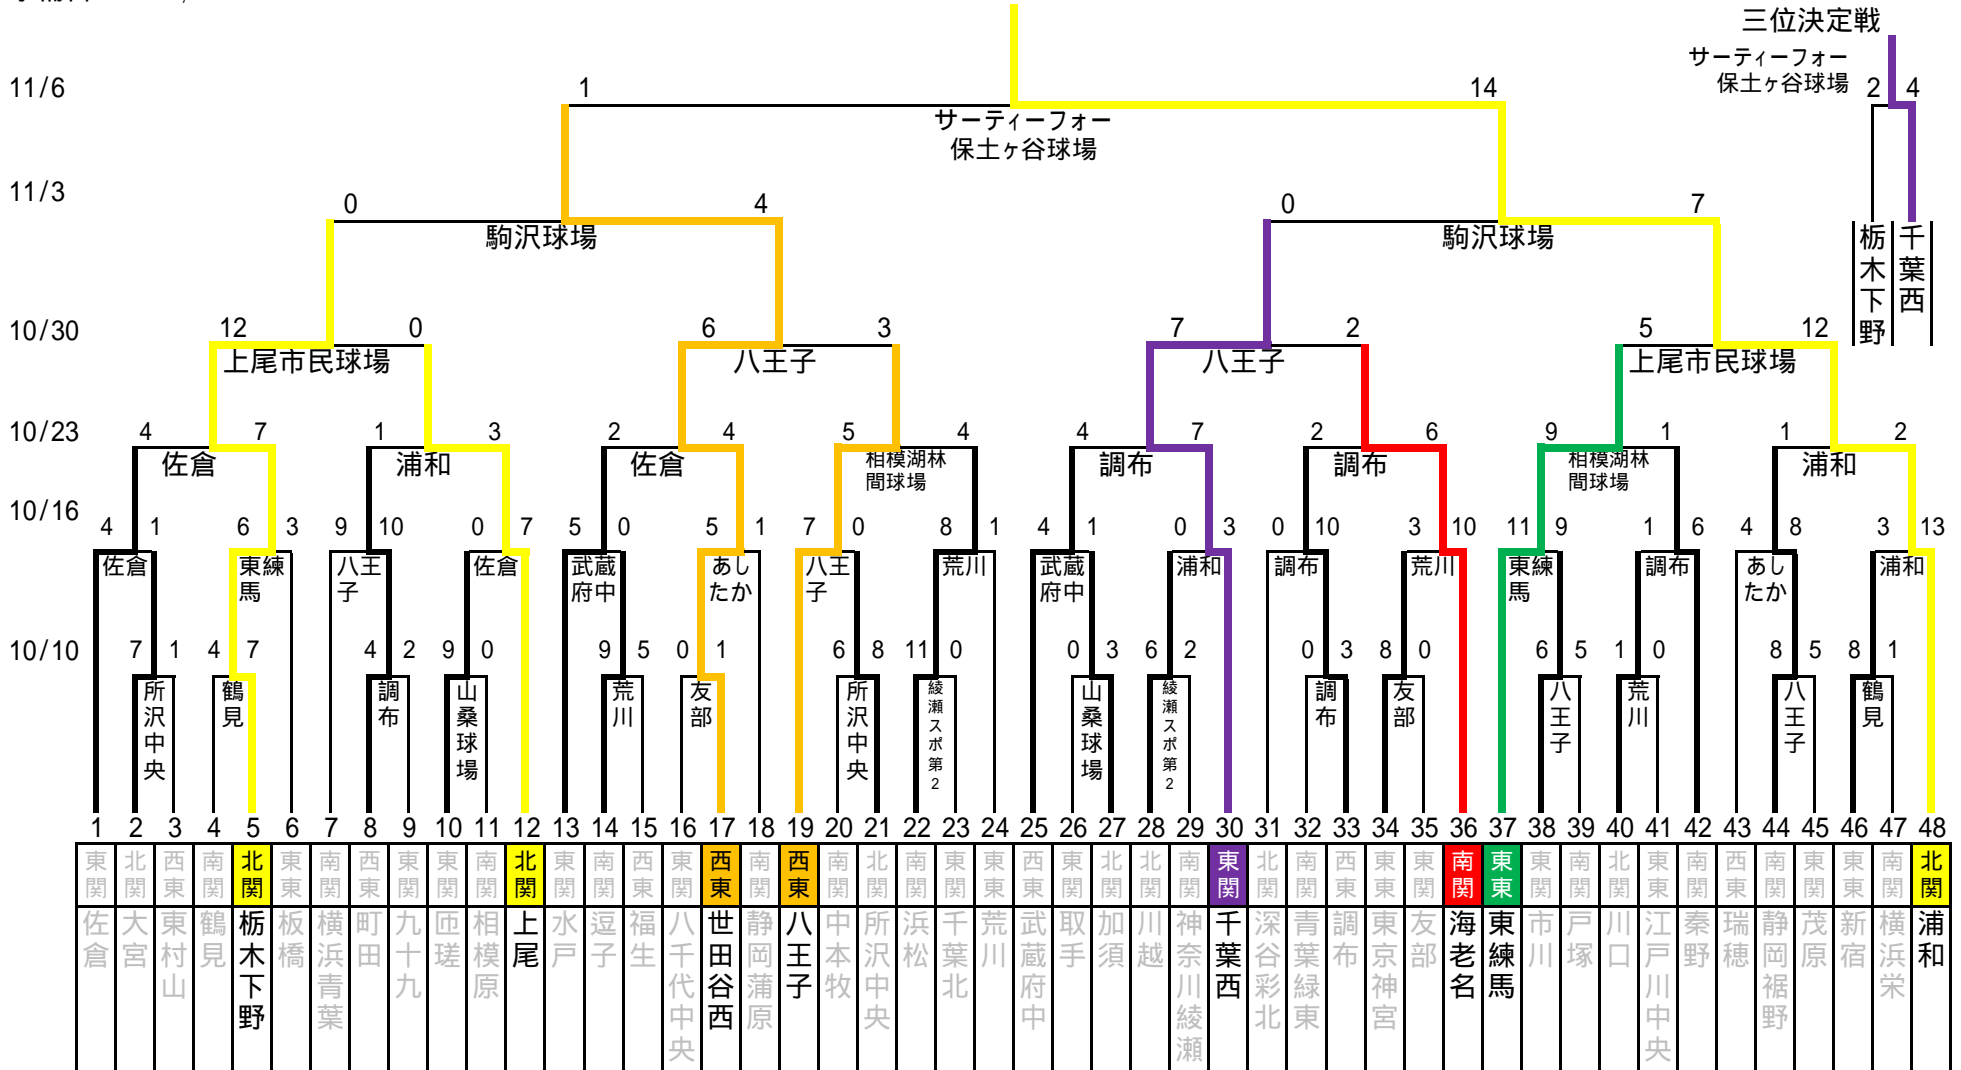 三位決定戦
サーティーフォー
保土ヶ谷球場
11/6
1
14
2 4
サーティーフォー
保土ヶ谷球場
11/3
0 4 0 7
駒沢球場 駒沢球場
栃木下野
千葉西
10/30
12 0 6 3 7 2 5 12
上尾市民球場 八王子 八王子 上尾市民球場
10/23
4 7 1 3 2 4 5 4 4 7 2 6 9 1 1 2
佐倉 浦和 佐倉 相模湖林間球場 調布 調布 相模湖林間球場 浦和
10/16
4 1 6 3 9 10 0 7 5 0 5 1 7 0 8 1 4 1 0 3 0 10 3 10 11 9 1 6 4 8 3 13
佐倉 東練馬 八王子 佐倉 武蔵府中 あしたか 八王子 荒川 武蔵府中 浦和 調布 荒川 東練馬 調布 あしたか 浦和
10/10
7 1 4 7 4 2 9 0 9 5 0 1 6 8 11 0 0 3 6 2 0 3 8 0 6 5 1 0 8 5 8 1
所沢中央 鶴見 調布 山桑球場 荒川 友部 所沢中央 綾瀬スポ第2 山桑球場 綾瀬スポ第2 調布 友部 八王子 荒川 八王子 鶴見
1 2 3 4 5 6 7 8 9 10 11 12 13 14 15 16 17 18 19 20 21 22 23 24 25 26 27 28 29 30 31 32 33 34 35 36 37 38 39 40 41 42 43 44 45 46 47 48
東関 北関 西東 南関 北関 東東 南関 西東 東関 東関 南関 北関 東関 南関 西東 東関 西東 南関 西東 南関 北関 南関 東関 東東 西東 東関 北関 北関 南関 東関 北関 南関 西東 東東 東関 南関 東東 東関 南関 北関 東東 南関 西東 南関 東関 東東 南関 北関
佐倉 大宮 東村山 鶴見 栃木下野 板橋 横浜青葉 町田 九十九 匝瑳 相模原 上尾 水戸 逗子 福生 八千代中央 世田谷西 静岡蒲原 八王子 中本牧 所沢中央 浜松 千葉北 荒川 武蔵府中 取手 加須 川越 神奈川綾瀬 千葉西 深谷彩北 青葉緑東 調布 東京神宮 友部 海老名 東練馬 市川 戸塚 川口 江戸川中央 秦野 瑞穂 静岡裾野 茂原 新宿 横浜栄 浦和